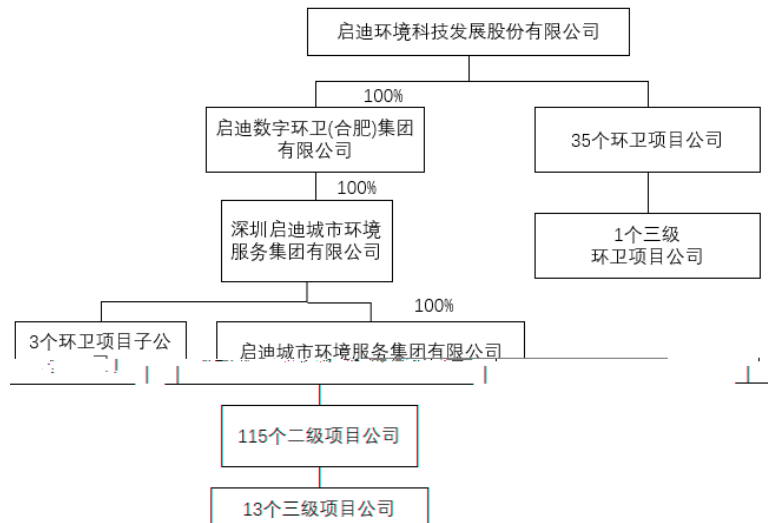 启迪环境科技发展股份有限公司
100%
启迪数字环卫(合肥)集团
有限公司
35个环卫项目公司
100%
深圳启迪城市环境
服务集团有限公司
1个三级
环卫项目公司
100%
3个环卫项目子公
启迪城市环境服务集团有限公司
115个二级项目公司
13个三级项目公司